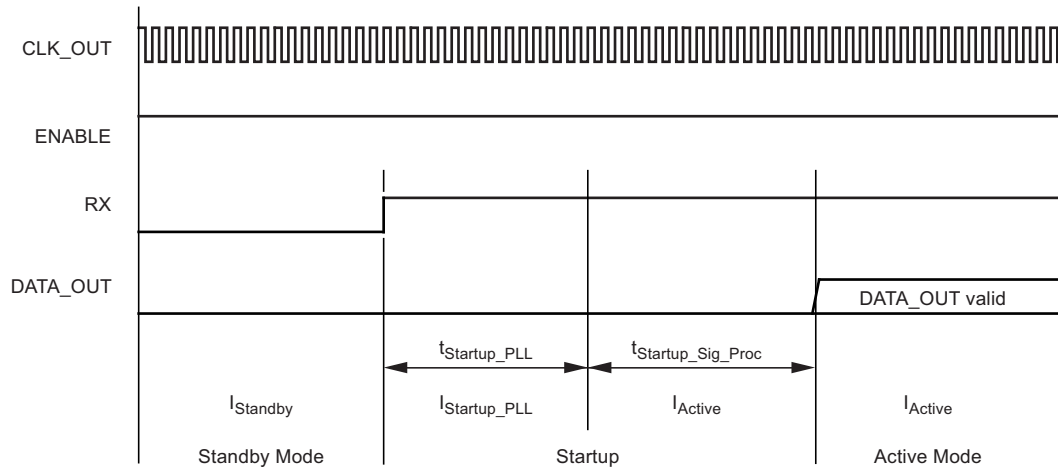 CLK_OUT
ENABLE
RX
DATA_OUT
DATA_OUT valid
tStartup_PLL
tStartup_Sig_Proc
IStandby
IStartup_PLL
IActive
IActive
Standby Mode
Startup
Active Mode